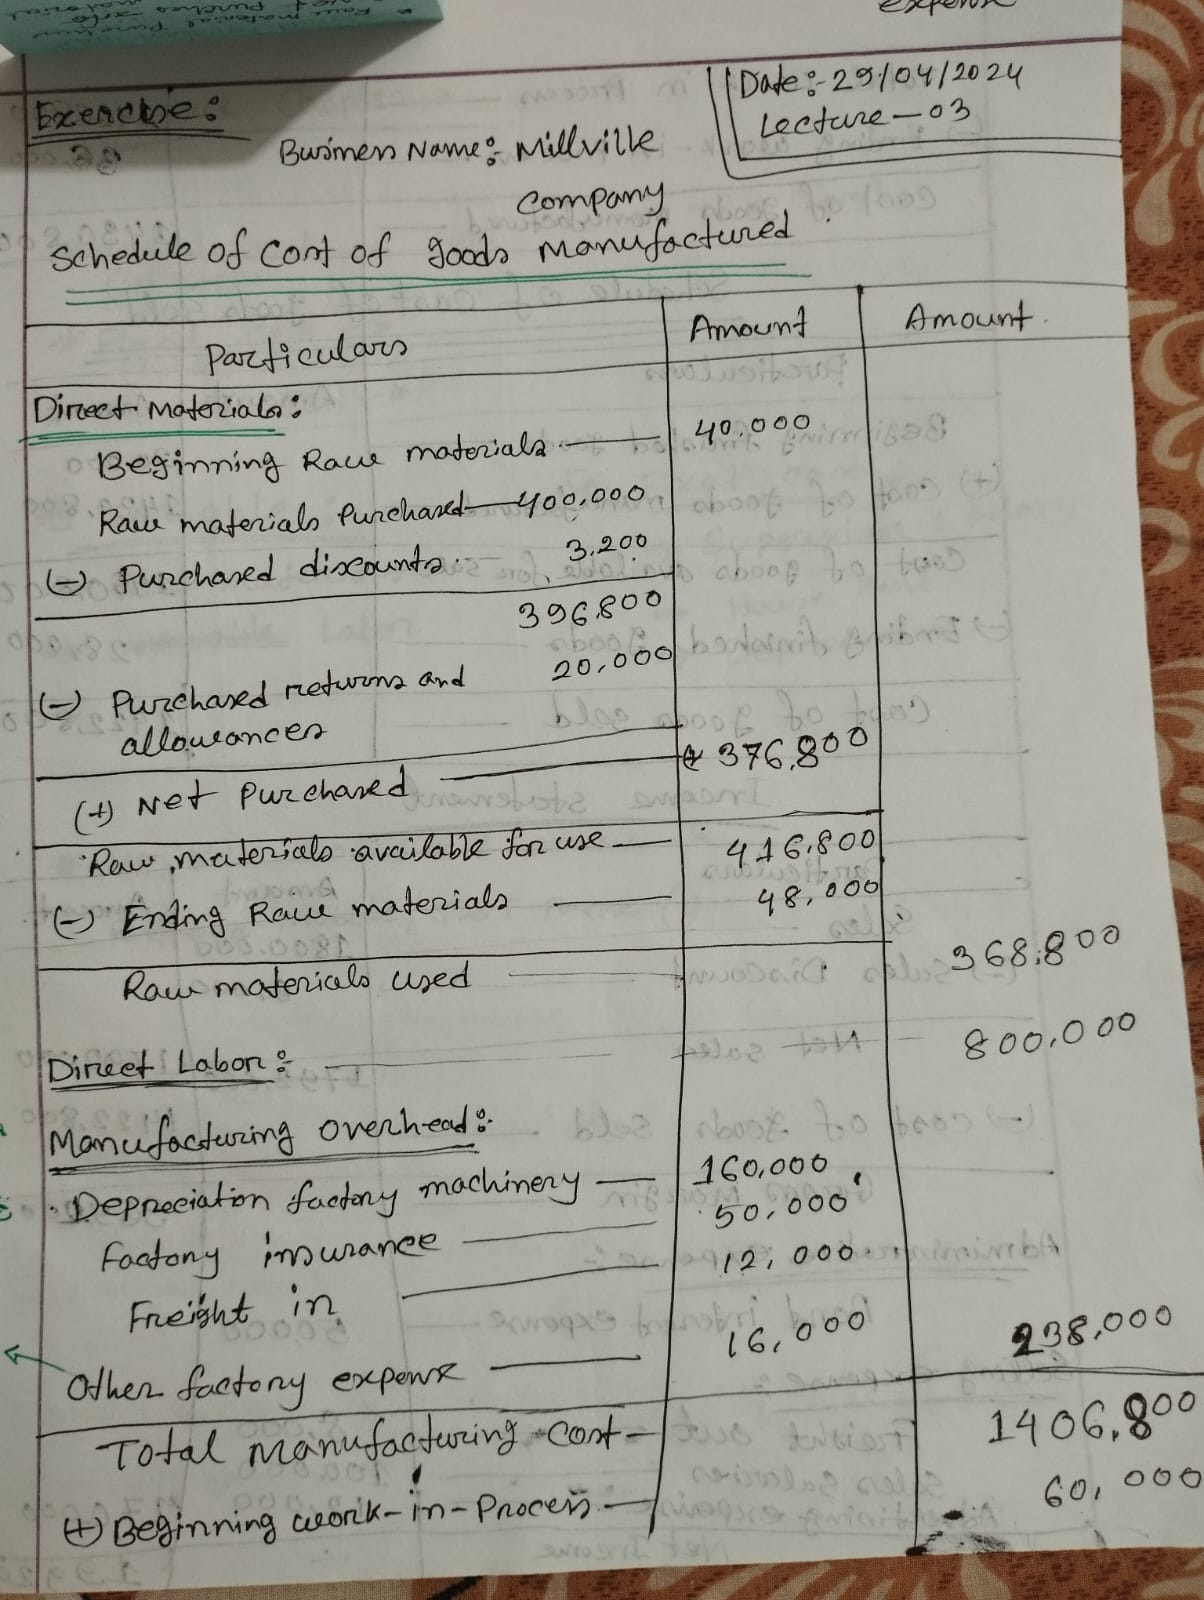 expense
Date:- 29/04/2024
Lecture-03
Exercise:
Business Name:- Millville
Company
Schedule of Cost of goods manufactured
Particulars Amount Amount
Direct Materials:
Beginning Raw materials 40,000
Raw materials Purchased 400,000
(-) Purchased discounts 3,200
396,800
(-) Purchased returns and 20,000
allowances
(+) Net Purchased 376,800
Raw materials available for use 416,800
(-) Ending Raw materials 48,000
Raw materials used 368,800
Direct Labor: 800,000
Manufacturing Overhead:-
Depreciation factory machinery 160,000
factory insurance 50,000
Freight in 12,000
Other factory expense 16,000 238,000
Total manufacturing cost 1406,800
(+) Beginning work-in-Process 60,000